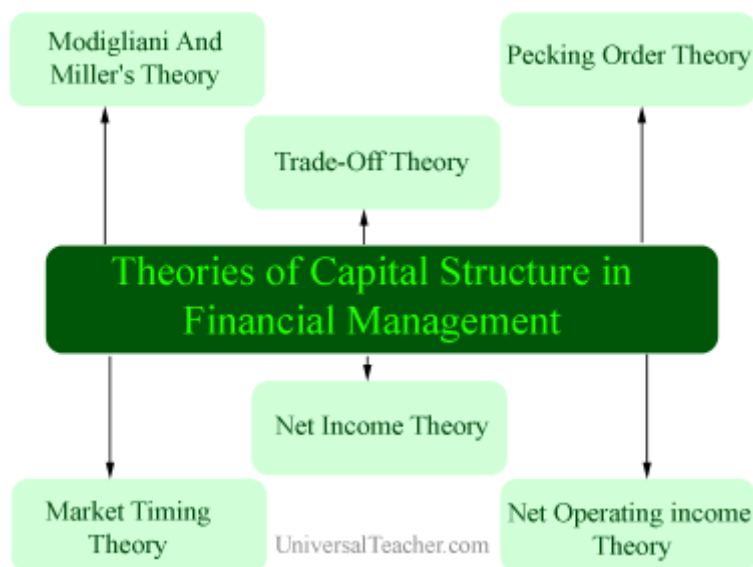 Modigliani And
Miller's Theory
Pecking Order Theory
Trade-Off Theory
Theories of Capital Structure in
Financial Management
Net Income Theory
Market Timing
Theory
UniversalTeacher.com
Net Operating income
Theory